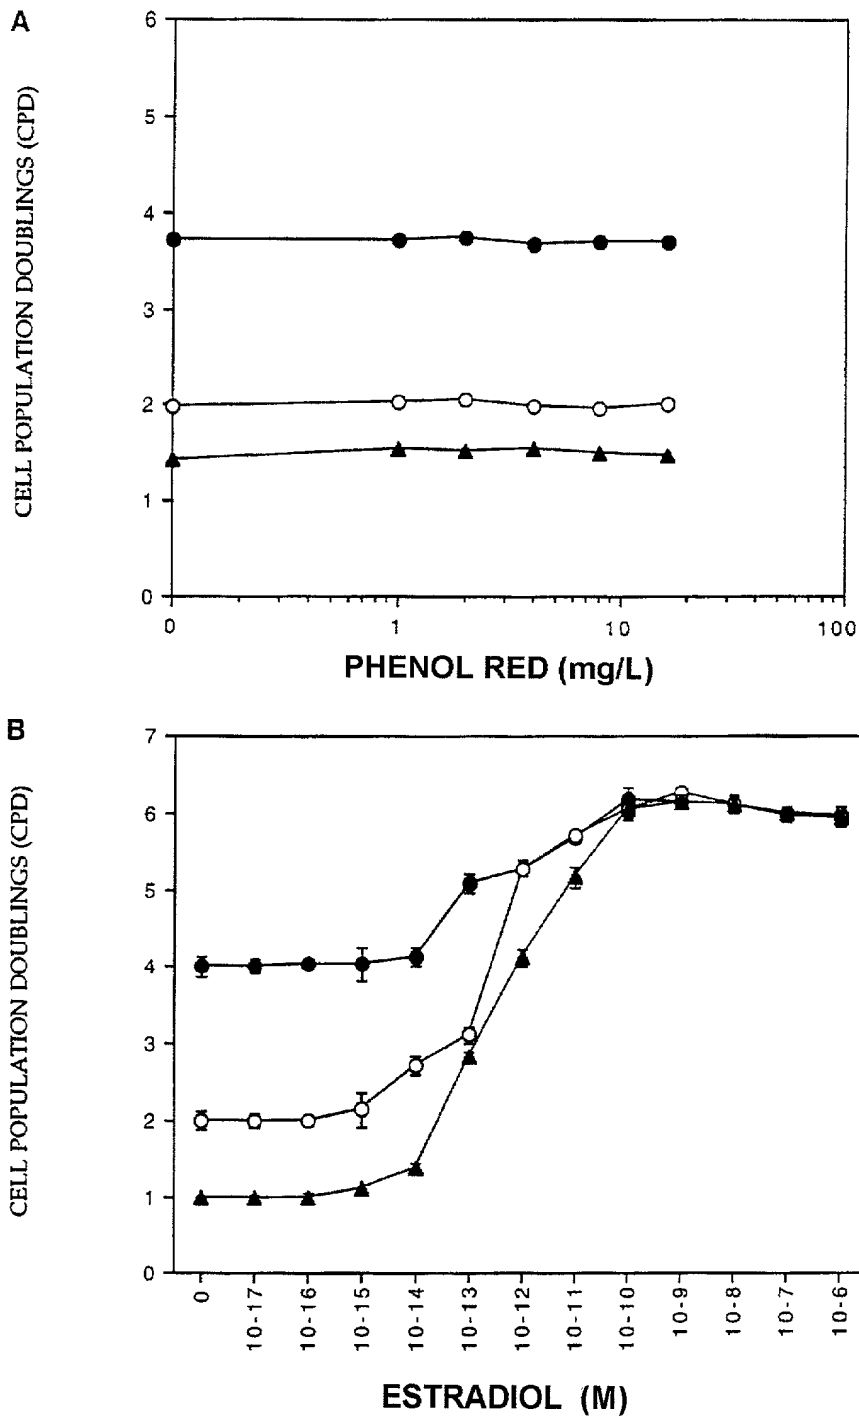 A
CELL POPULATION DOUBLINGS (CPD)
6
5
4
3
2
1
0
0 1 10 100
PHENOL RED (mg/L)
B
CELL POPULATION DOUBLINGS (CPD)
7
6
5
4
3
2
1
0
0 10-17 10-16 10-15 10-14 10-13 10-12 10-11 10-10 10-9 10-8 10-7 10-6
ESTRADIOL (M)